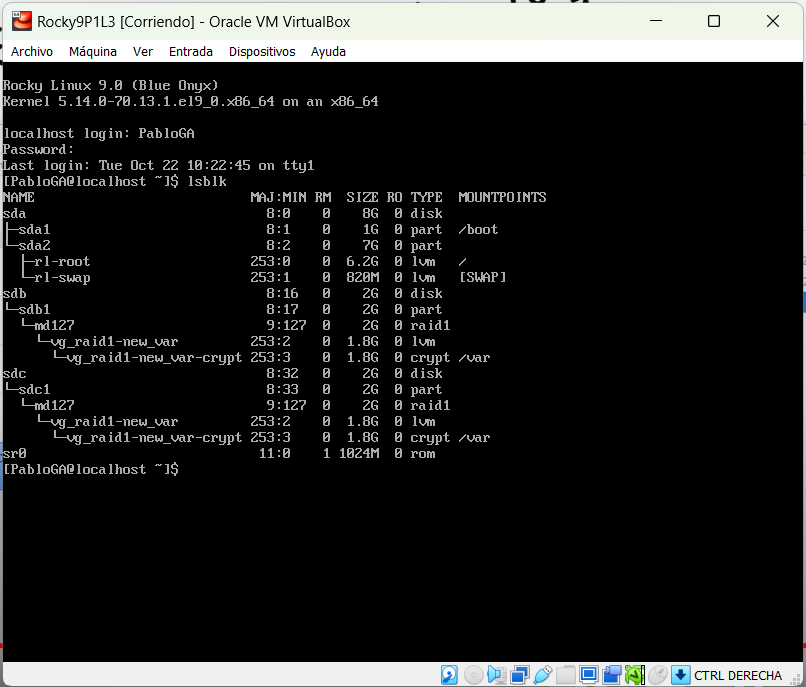 Rocky9P1L3 [Corriendo] - Oracle VM VirtualBox
Archivo Máquina Ver Entrada Dispositivos Ayuda
Rocky Linux 9.0 (Blue Onyx)
Kernel 5.14.0-70.13.1.el9_0.x86_64 on an x86_64
localhost login: PabloGA
Password:
Last login: Tue Oct 22 10:22:45 on tty1
[PabloGA@localhost ~]$ lsblk
NAME MAJ:MIN RM SIZE RO TYPE MOUNTPOINTS
sda 8:0 0 8G 0 disk
├─sda1 8:1 0 1G 0 part /boot
└─sda2 8:2 0 7G 0 part
  ├─rl-root 253:0 0 6.2G 0 lvm /
  └─rl-swap 253:1 0 820M 0 lvm [SWAP]
sdb 8:16 0 2G 0 disk
└─sdb1 8:17 0 2G 0 part
  └─md127 9:127 0 2G 0 raid1
    └─vg_raid1-new_var 253:2 0 1.8G 0 lvm
      └─vg_raid1-new_var-crypt 253:3 0 1.8G 0 crypt /var
sdc 8:32 0 2G 0 disk
└─sdc1 8:33 0 2G 0 part
  └─md127 9:127 0 2G 0 raid1
    └─vg_raid1-new_var 253:2 0 1.8G 0 lvm
      └─vg_raid1-new_var-crypt 253:3 0 1.8G 0 crypt /var
sr0 11:0 1 1024M 0 rom
[PabloGA@localhost ~]$
CTRL DERECHA